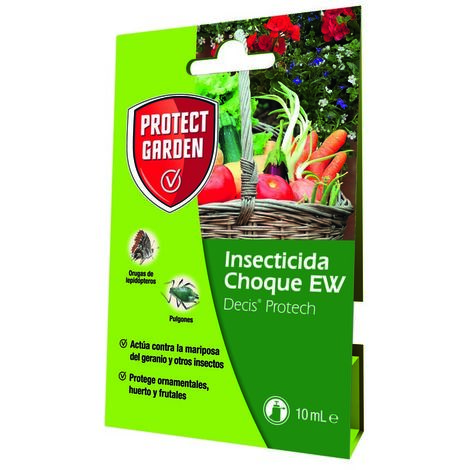 PROTECT
GARDEN
Insecticida
Choque EW
Decis® Protech
Orugas de
lepidópteros
Pulgones
Actúa contra la mariposa
del geranio y otros insectos
Protege ornamentales,
huerto y frutales
10 mL e